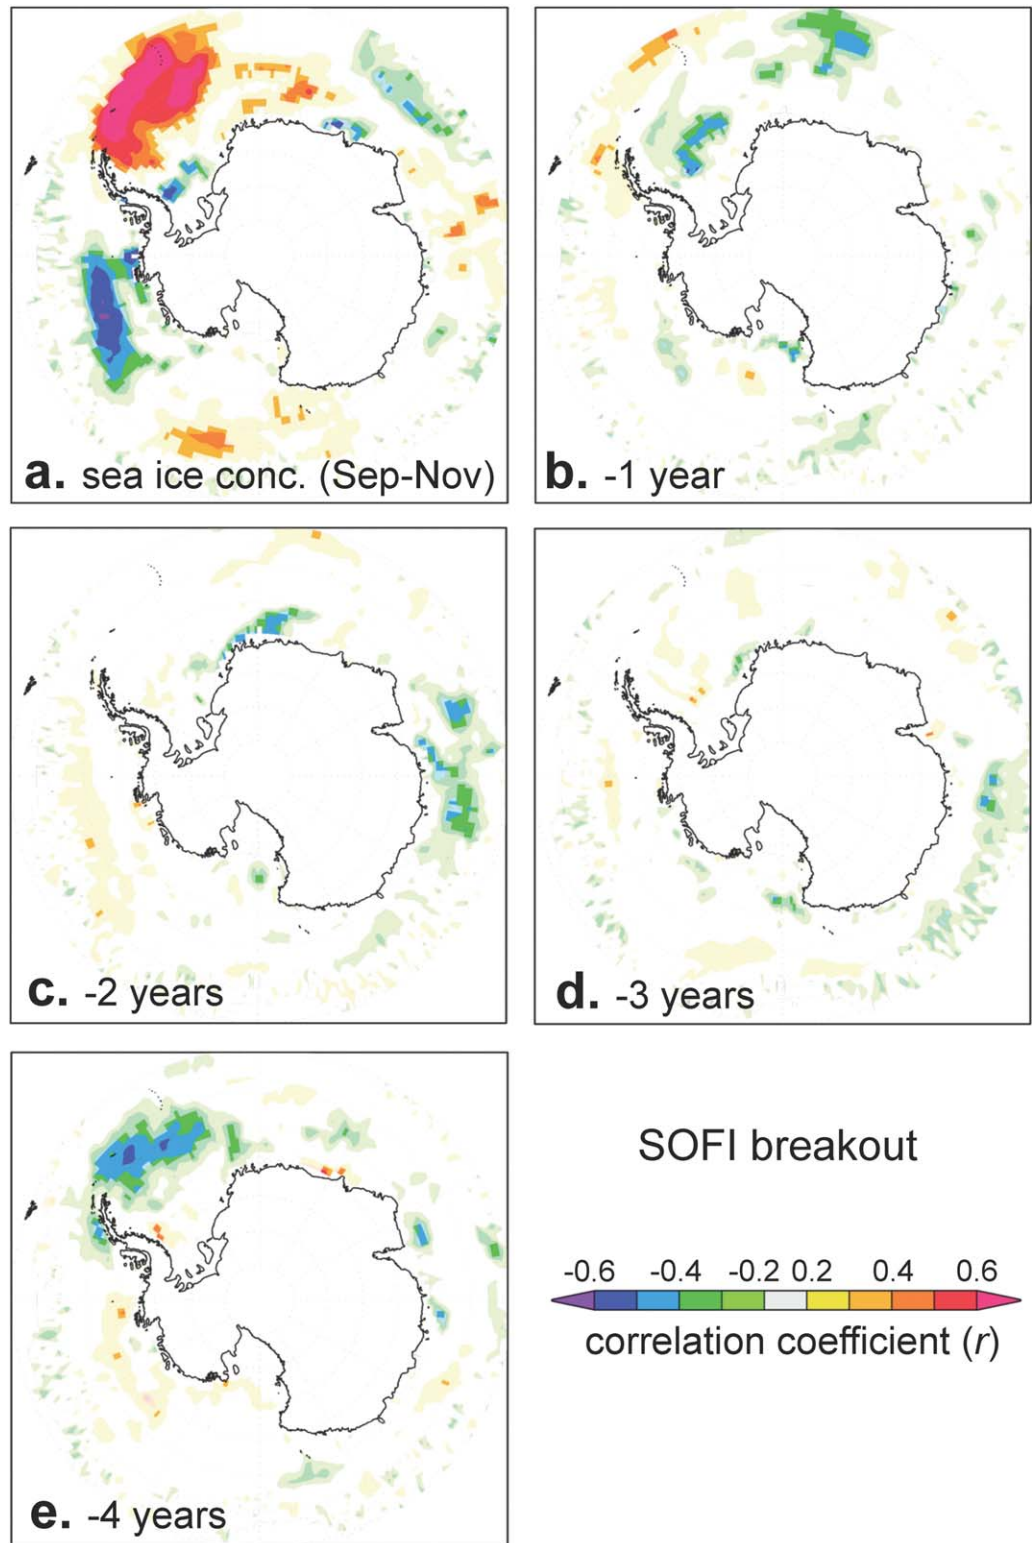 a. sea ice conc. (Sep-Nov)
b. -1 year
c. -2 years
d. -3 years
e. -4 years
SOFI breakout
-0.6 -0.4 -0.2 0.2 0.4 0.6
correlation coefficient (r)